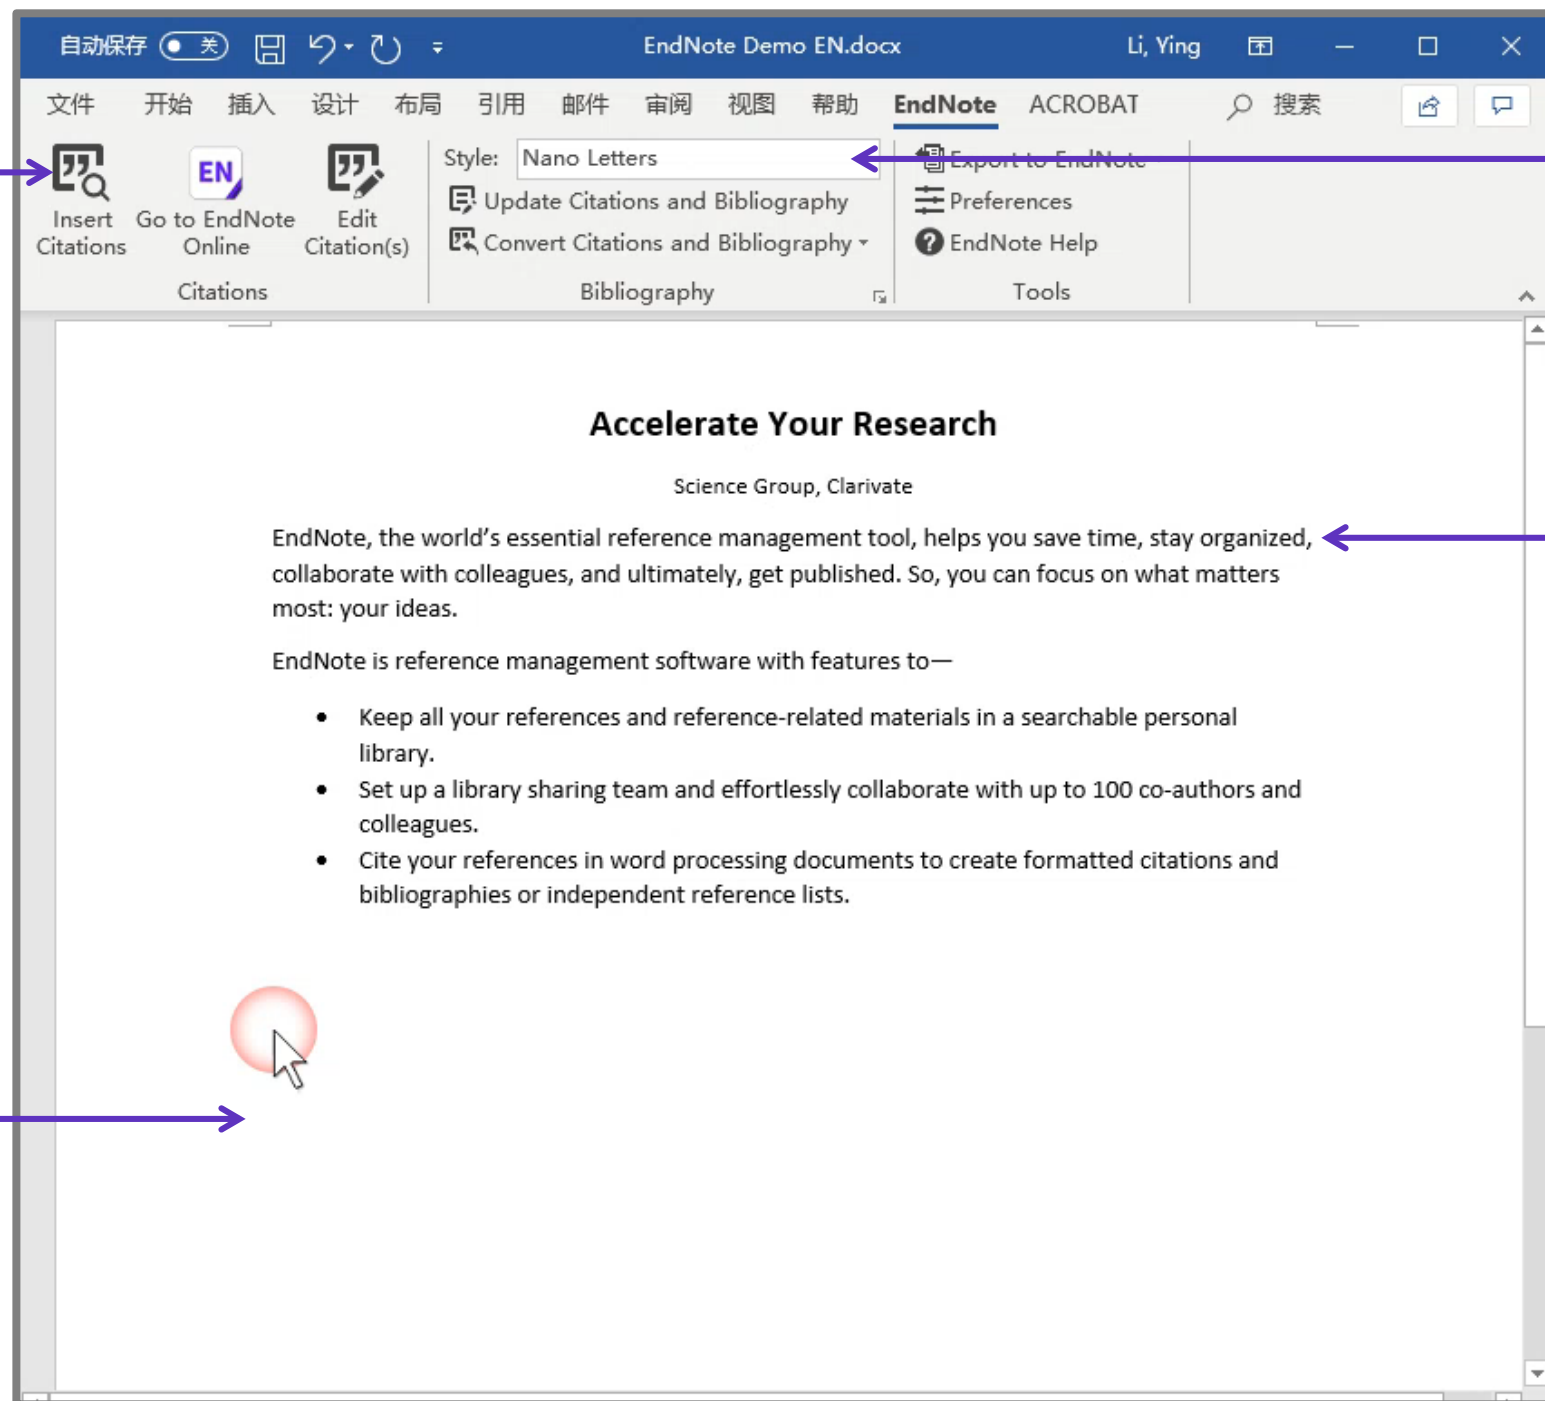 自动保存 关 EndNote Demo EN.docx Li, Ying
文件 开始 插入 设计 布局 引用 邮件 审阅 视图 帮助 EndNote ACROBAT 搜索
Insert Citations
EN
Go to EndNote Online
Edit Citation(s)
Citations
Style: Nano Letters
Update Citations and Bibliography
Convert Citations and Bibliography
Bibliography
Export to EndNote
Preferences
EndNote Help
Tools
Accelerate Your Research
Science Group, Clarivate
EndNote, the world’s essential reference management tool, helps you save time, stay organized,
collaborate with colleagues, and ultimately, get published. So, you can focus on what matters
most: your ideas.
EndNote is reference management software with features to—
• Keep all your references and reference-related materials in a searchable personal
library.
• Set up a library sharing team and effortlessly collaborate with up to 100 co-authors and
colleagues.
• Cite your references in word processing documents to create formatted citations and
bibliographies or independent reference lists.